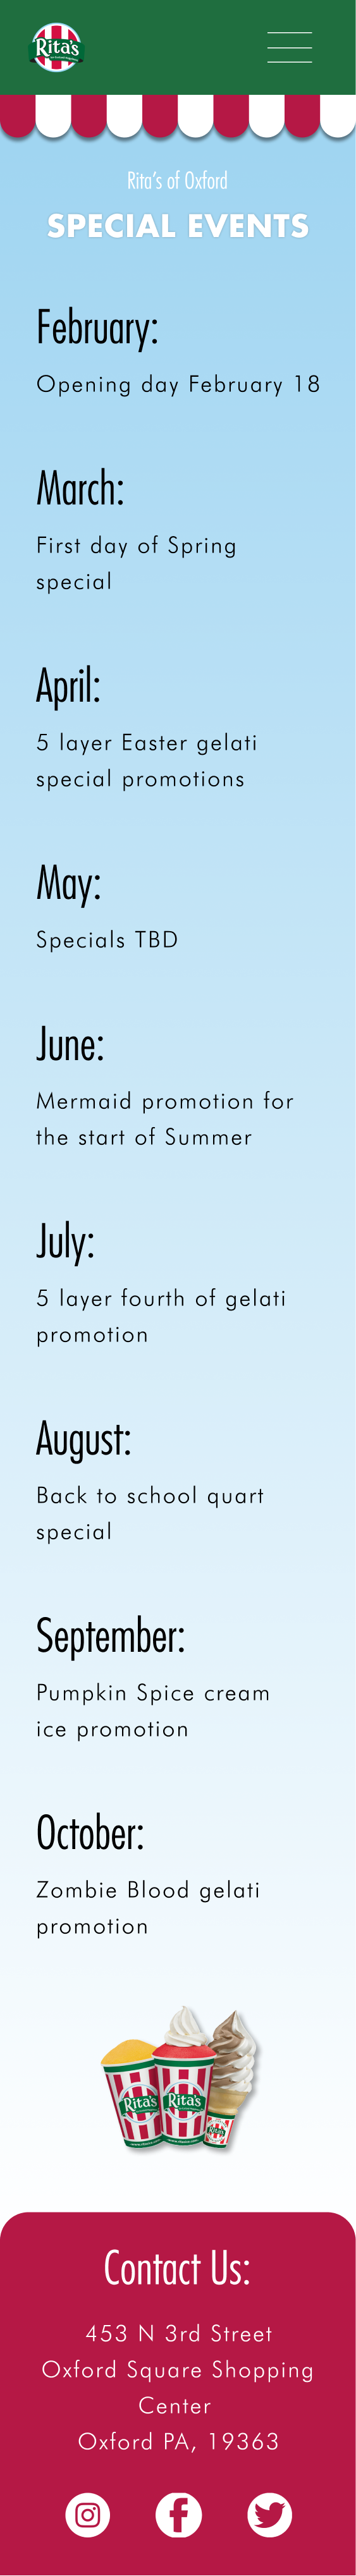 Rita's
Rita's of Oxford
SPECIAL EVENTS
February:
Opening day February 18
March:
First day of Spring
special
April:
5 layer Easter gelati
special promotions
May:
Specials TBD
June:
Mermaid promotion for
the start of Summer
July:
5 layer fourth of gelati
promotion
August:
Back to school quart
special
September:
Pumpkin Spice cream
ice promotion
October:
Zombie Blood gelati
promotion
Rita's
Rita's
Rita's
Contact Us:
453 N 3rd Street
Oxford Square Shopping
Center
Oxford PA, 19363